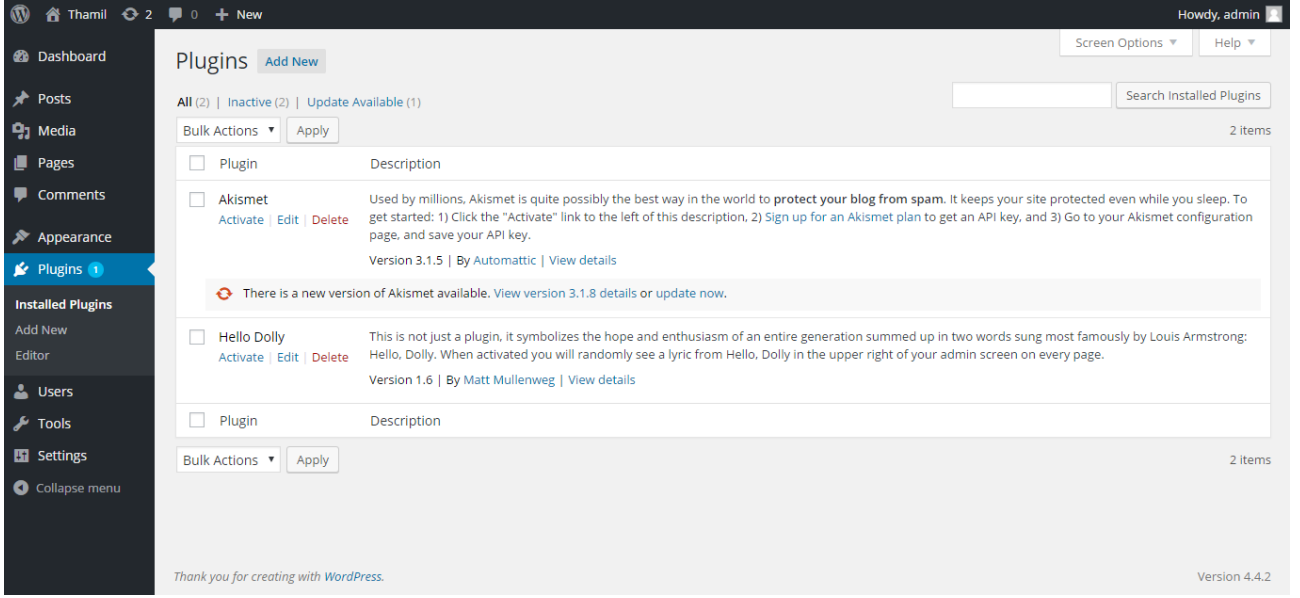 Thamil 2 0 New Howdy, admin
Screen Options Help
Dashboard
Posts
Media
Pages
Comments
Appearance
Plugins 1
Installed Plugins
Add New
Editor
Users
Tools
Settings
Collapse menu
Plugins Add New
All (2) | Inactive (2) | Update Available (1)
Search Installed Plugins
Bulk Actions Apply
2 items
Plugin Description
Akismet
Activate | Edit | Delete
Used by millions, Akismet is quite possibly the best way in the world to protect your blog from spam. It keeps your site protected even while you sleep. To
get started: 1) Click the "Activate" link to the left of this description, 2) Sign up for an Akismet plan to get an API key, and 3) Go to your Akismet configuration
page, and save your API key.
Version 3.1.5 | By Automattic | View details
There is a new version of Akismet available. View version 3.1.8 details or update now.
Hello Dolly
Activate | Edit | Delete
This is not just a plugin, it symbolizes the hope and enthusiasm of an entire generation summed up in two words sung most famously by Louis Armstrong:
Hello, Dolly. When activated you will randomly see a lyric from Hello, Dolly in the upper right of your admin screen on every page.
Version 1.6 | By Matt Mullenweg | View details
Plugin Description
Bulk Actions Apply
2 items
Thank you for creating with WordPress.
Version 4.4.2